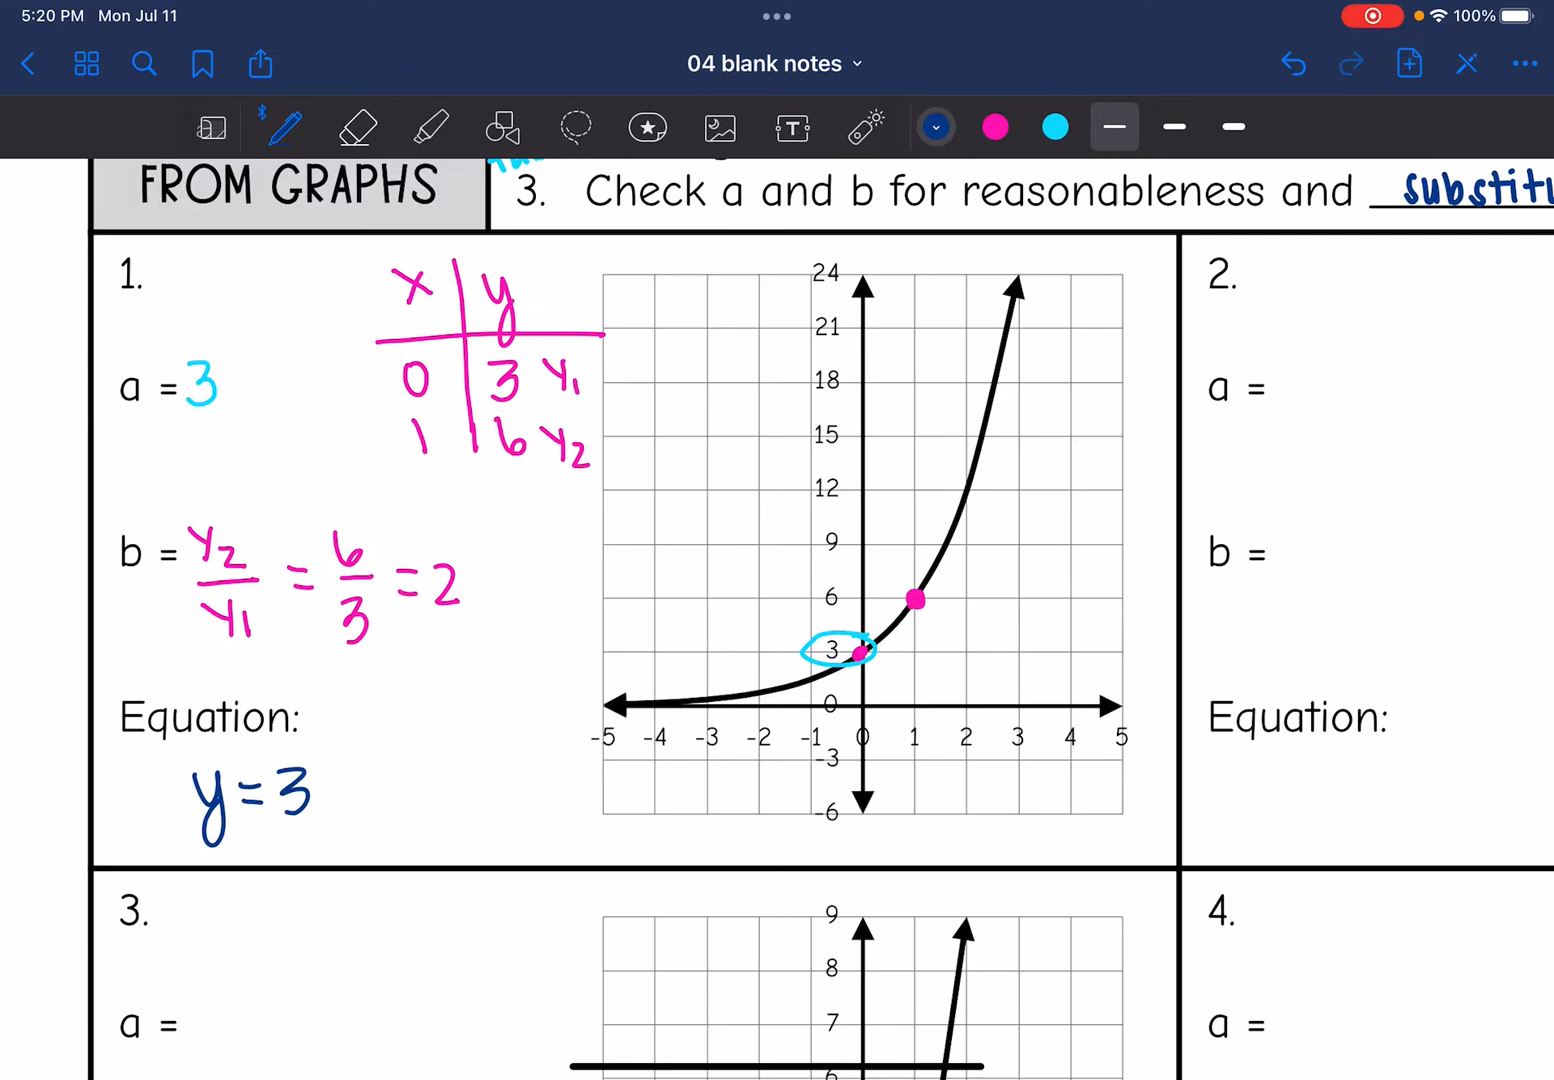 5:20 PM Mon Jul 11
100%
04 blank notes
T
FROM GRAPHS
3. Check a and b for reasonableness and substitu
1.
x y
0 3 y1
1 6 y2
a = 3
b = y2/y1 = 6/3 = 2
Equation:
y = 3
24
21
18
15
12
9
6
3
0
-5 -4 -3 -2 -1 0 1 2 3 4 5
-3
-6
2.
a =
b =
Equation:
3.
a =
9
8
7
6
4.
a =